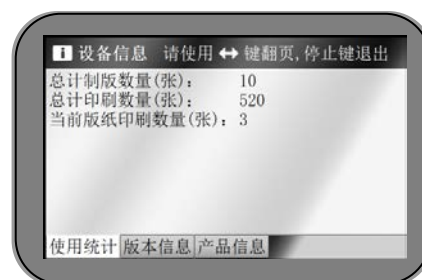 i 设备信息 请使用 ↔ 键翻页,停止键退出
总计制版数量(张): 10
总计印刷数量(张): 520
当前版纸印刷数量(张): 3
使用统计 版本信息 产品信息